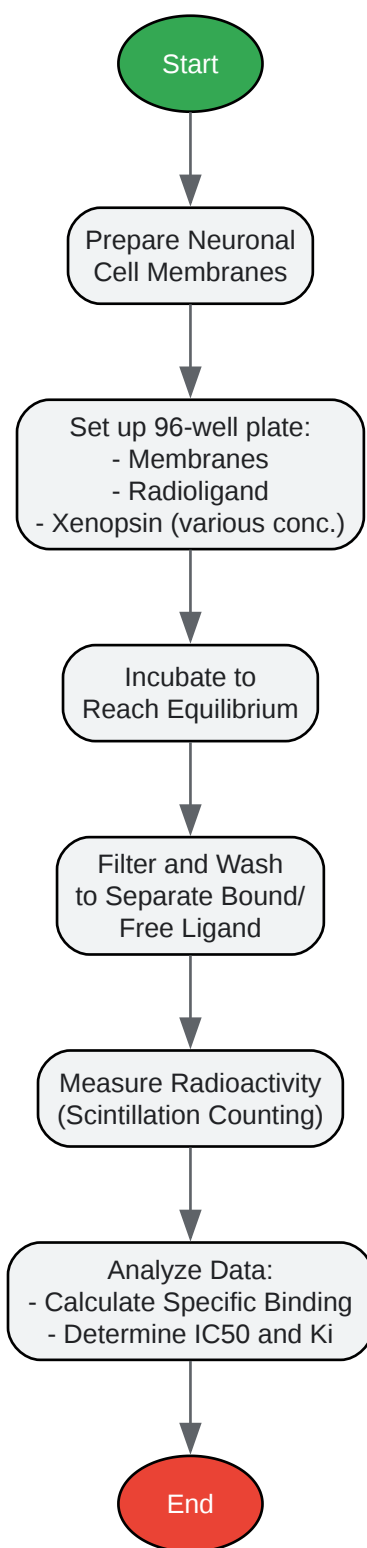 Start
Prepare Neuronal
Cell Membranes
Set up 96-well plate:
- Membranes
- Radioligand
- Xenopsin (various conc.)
Incubate to
Reach Equilibrium
Filter and Wash
to Separate Bound/
Free Ligand
Measure Radioactivity
(Scintillation Counting)
Analyze Data:
- Calculate Specific Binding
- Determine IC50 and Ki
End